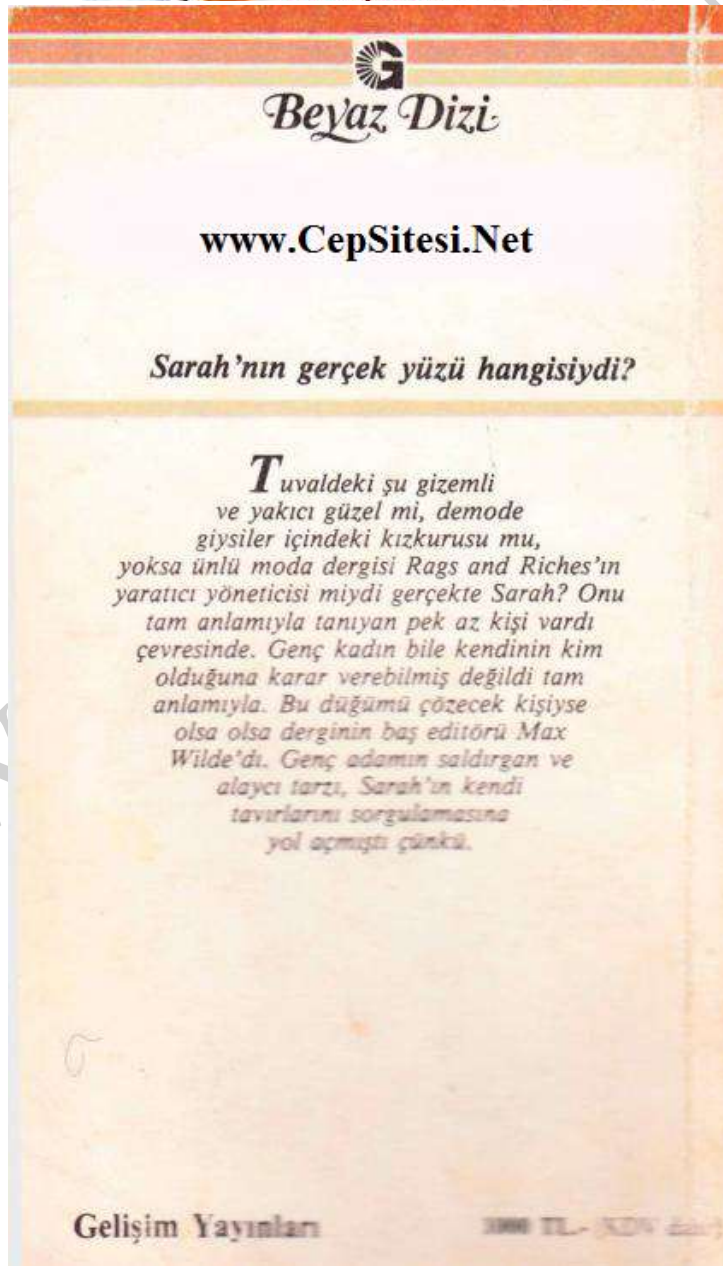 G
Beyaz Dizi
www.CepSitesi.Net
Sarah'nın gerçek yüzü hangisiydi?
Tuvaldeki şu gizemli
ve yakıcı güzel mi, demode
giysiler içindeki kızkurusu mu,
yoksa ünlü moda dergisi Rags and Riches'ın
yaratıcı yöneticisi miydi gerçekte Sarah? Onu
tam anlamıyla tanıyan pek az kişi vardı
çevresinde. Genç kadın bile kendinin kim
olduğuna karar verebilmiş değildi tam
anlamıyla. Bu düğümü çözecek kişiyse
olsa olsa derginin baş editörü Max
Wilde'dı. Genç adamın saldırgan ve
alaycı tarzı, Sarah'ın kendi
tavırlarını sorgulamasına
yol açmıştı çünkü.
Gelişim Yayınları
TL.- (KDV